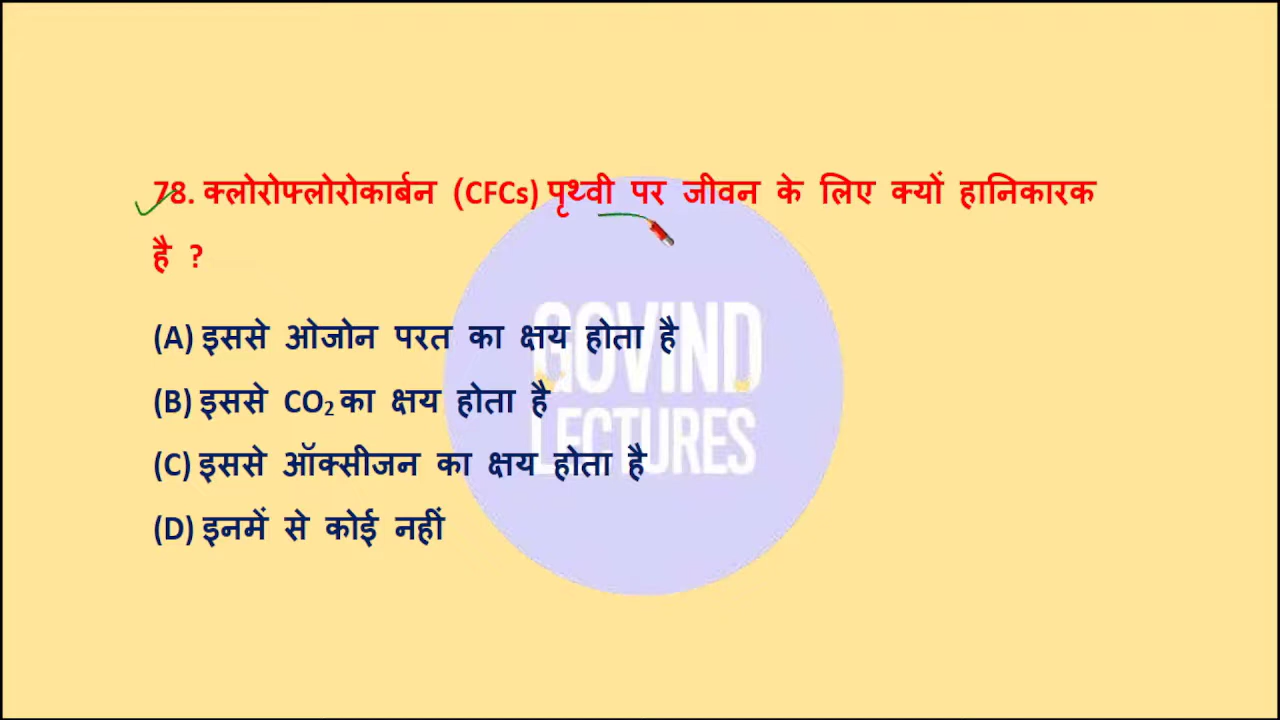 78. क्लोरोफ्लोरोकार्बन (CFCs) पृथ्वी पर जीवन के लिए क्यों हानिकारक
है ?
(A) इससे ओजोन परत का क्षय होता है
(B) इससे CO₂ का क्षय होता है
(C) इससे ऑक्सीजन का क्षय होता है
(D) इनमें से कोई नहीं
GOVIND
LECTURES